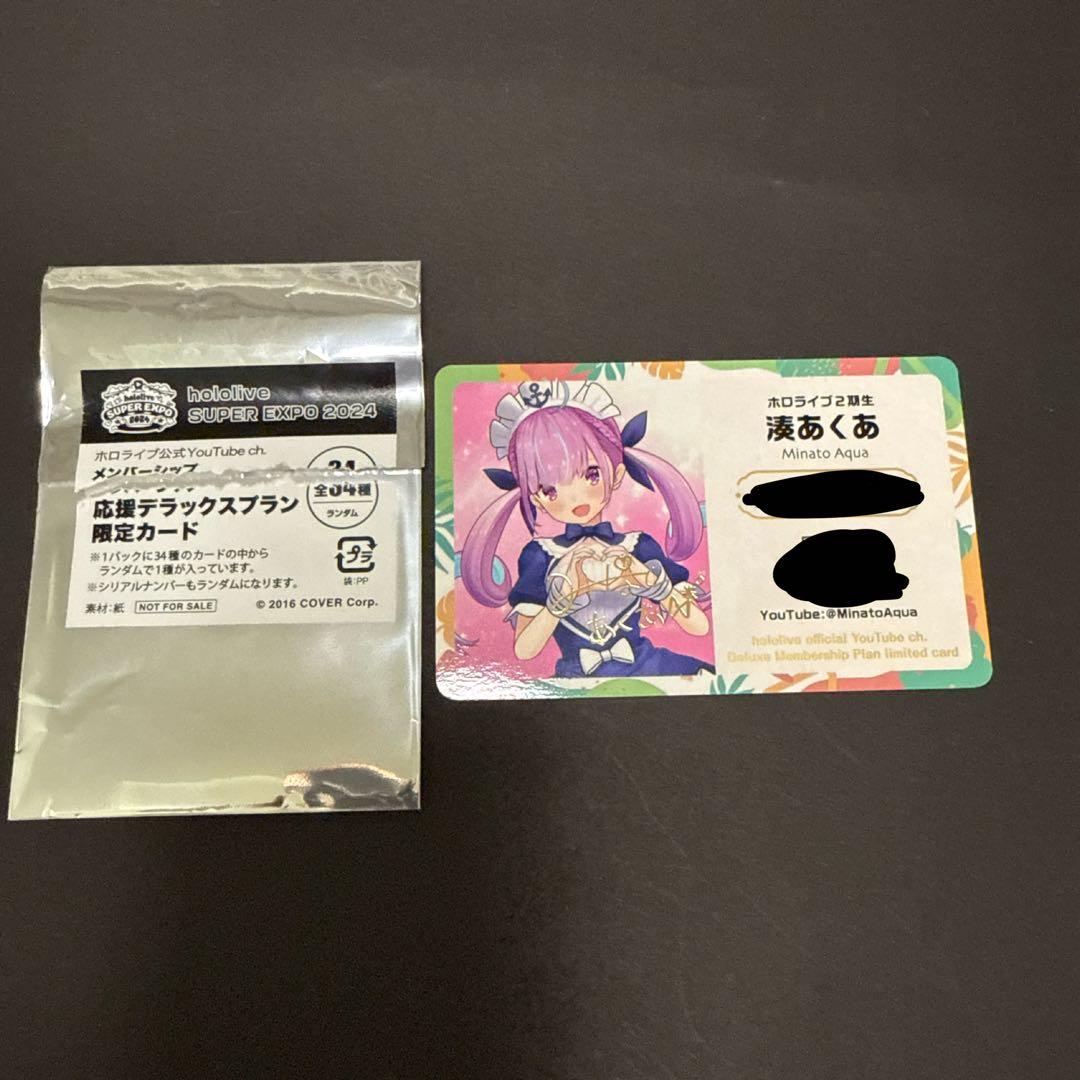 hololive
SUPER EXPO
2024
hololive
SUPER EXPO 2024
ホロライブ公式YouTube ch.
メンバーシップ
応援デラックスプラン
限定カード
全34種
ランダム
※1パックに34種のカードの中から
ランダムで1種が入っています。
※シリアルナンバーもランダムになります。
プラ
袋:PP
素材:紙 NOT FOR SALE © 2016 COVER Corp.
ホロライブ2期生
湊あくあ
Minato Aqua
YouTube:@MinatoAqua
hololive official YouTube ch.
Deluxe Membership Plan limited card